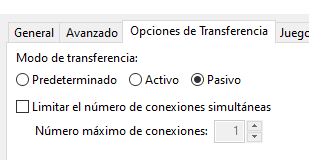 General Avanzado Opciones de Transferencia Juego
Modo de transferencia:
Predeterminado Activo Pasivo
Limitar el número de conexiones simultáneas
Número máximo de conexiones: 1